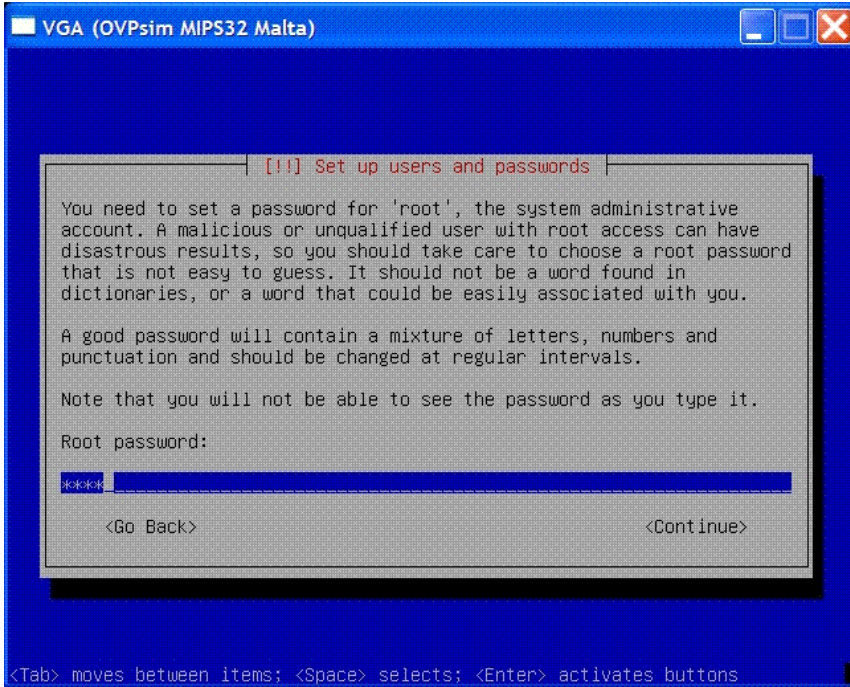 VGA (OVPsim MIPS32 Malta)
[!!] Set up users and passwords
You need to set a password for 'root', the system administrative
account. A malicious or unqualified user with root access can have
disastrous results, so you should take care to choose a root password
that is not easy to guess. It should not be a word found in
dictionaries, or a word that could be easily associated with you.
A good password will contain a mixture of letters, numbers and
punctuation and should be changed at regular intervals.
Note that you will not be able to see the password as you type it.
Root password:
****
<Go Back> <Continue>
<Tab> moves between items; <Space> selects; <Enter> activates buttons